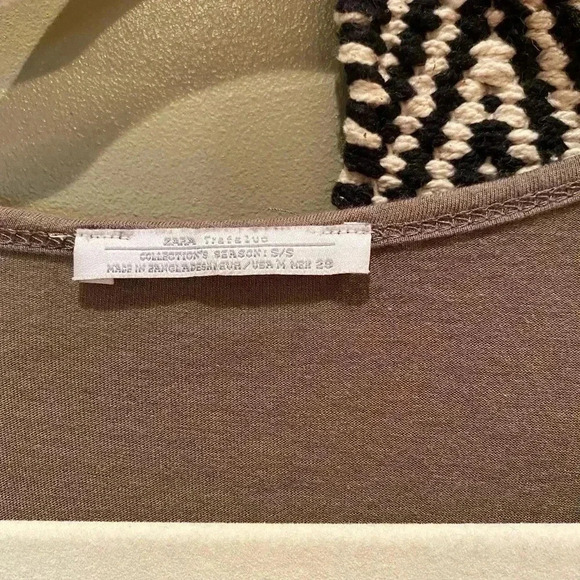 ZARA Trafaluc
COLLECTION'S SEASON: S/S
MADE IN BANGLADESH EUR/USA M MEX 28